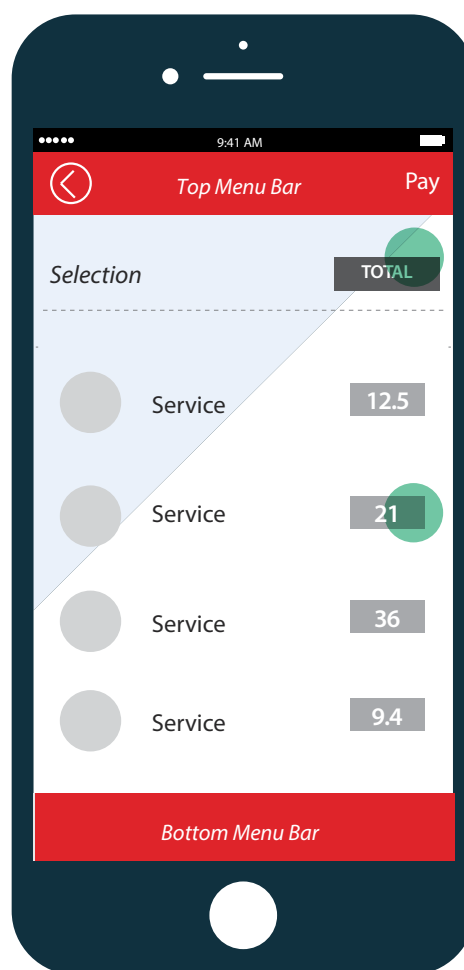 9:41 AM
Top Menu Bar
Pay
Selection
TOTAL
Service
12.5
Service
21
Service
36
Service
9.4
Bottom Menu Bar